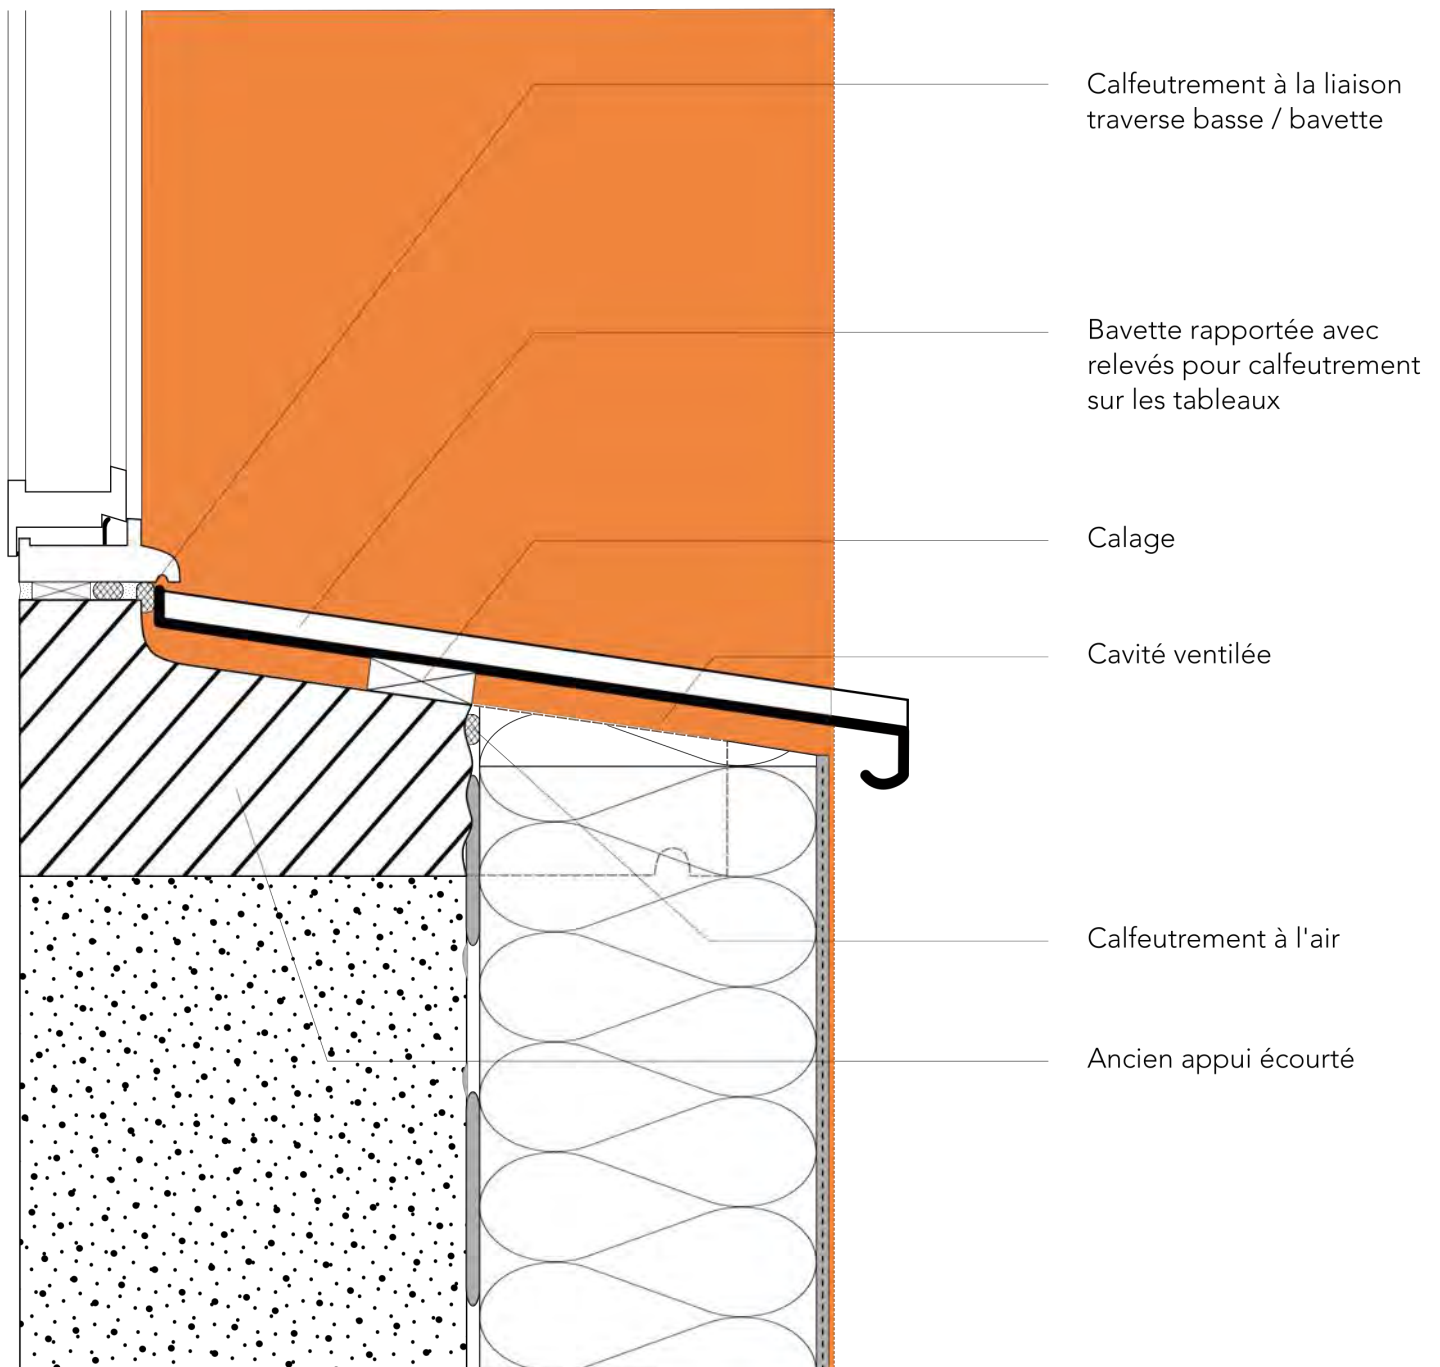 Calfeutrement à la liaison
traverse basse / bavette
Bavette rapportée avec
relevés pour calfeutrement
sur les tableaux
Calage
Cavité ventilée
Calfeutrement à l'air
Ancien appui écourté